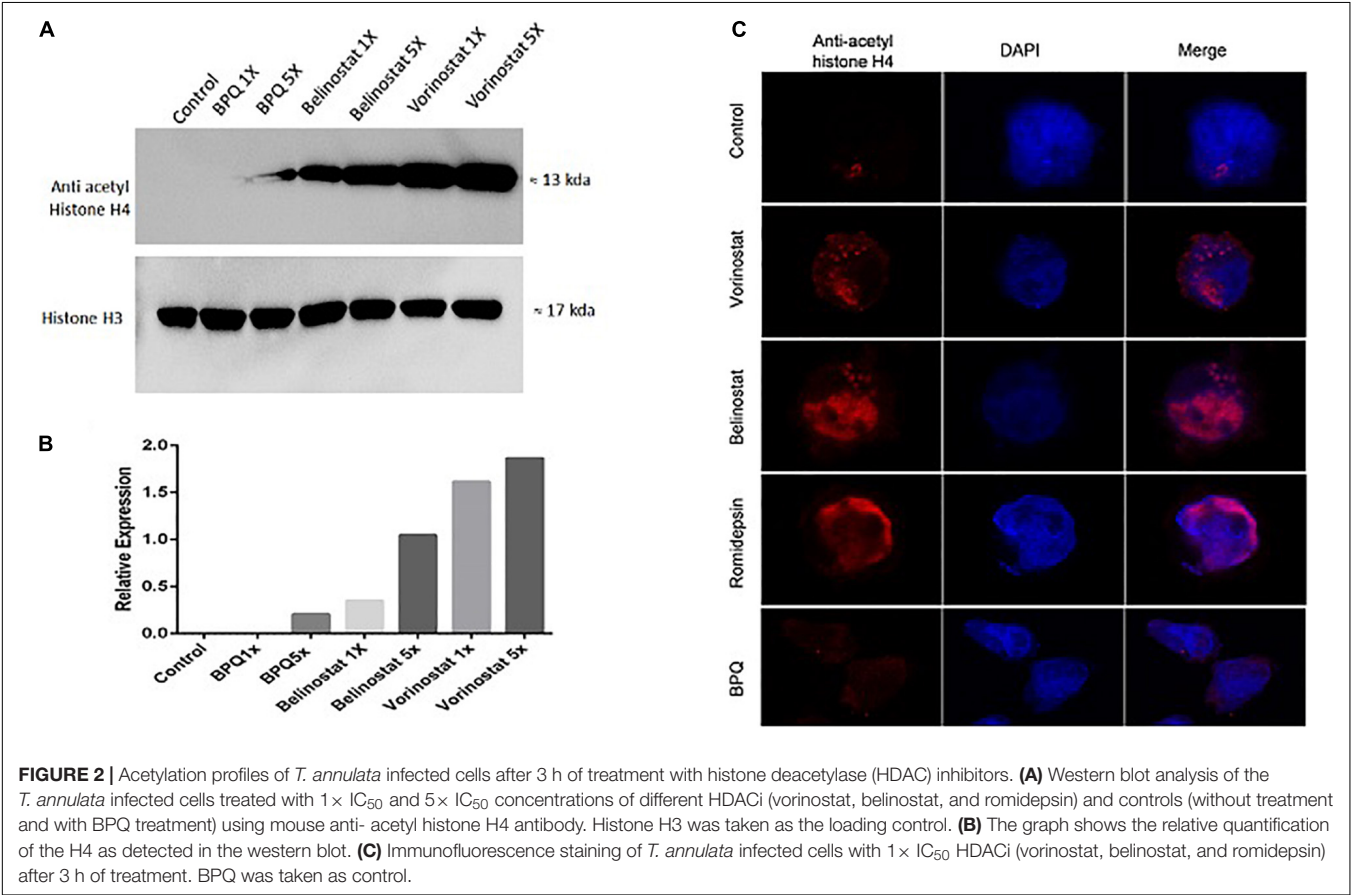 A
Control
BPQ 1X
BPQ 5X
Belinostat 1X
Belinostat 5X
Vorinostat 1X
Vorinostat 5X
Anti acetyl
Histone H4
≈ 13 kda
Histone H3
≈ 17 kda
B
Relative Expression
2.0
1.5
1.0
0.5
0.0
Control
BPQ1x
BPQ5x
Belinostat 1X
Belinostat 5x
Vorinostat 1x
Vorinostat 5x
C
Anti-acetyl
histone H4
DAPI
Merge
Control
Vorinostat
Belinostat
Romidepsin
BPQ
FIGURE 2 | Acetylation profiles of T. annulata infected cells after 3 h of treatment with histone deacetylase (HDAC) inhibitors. (A) Western blot analysis of the
T. annulata infected cells treated with 1× IC50 and 5× IC50 concentrations of different HDACi (vorinostat, belinostat, and romidepsin) and controls (without treatment
and with BPQ treatment) using mouse anti- acetyl histone H4 antibody. Histone H3 was taken as the loading control. (B) The graph shows the relative quantification
of the H4 as detected in the western blot. (C) Immunofluorescence staining of T. annulata infected cells with 1× IC50 HDACi (vorinostat, belinostat, and romidepsin)
after 3 h of treatment. BPQ was taken as control.